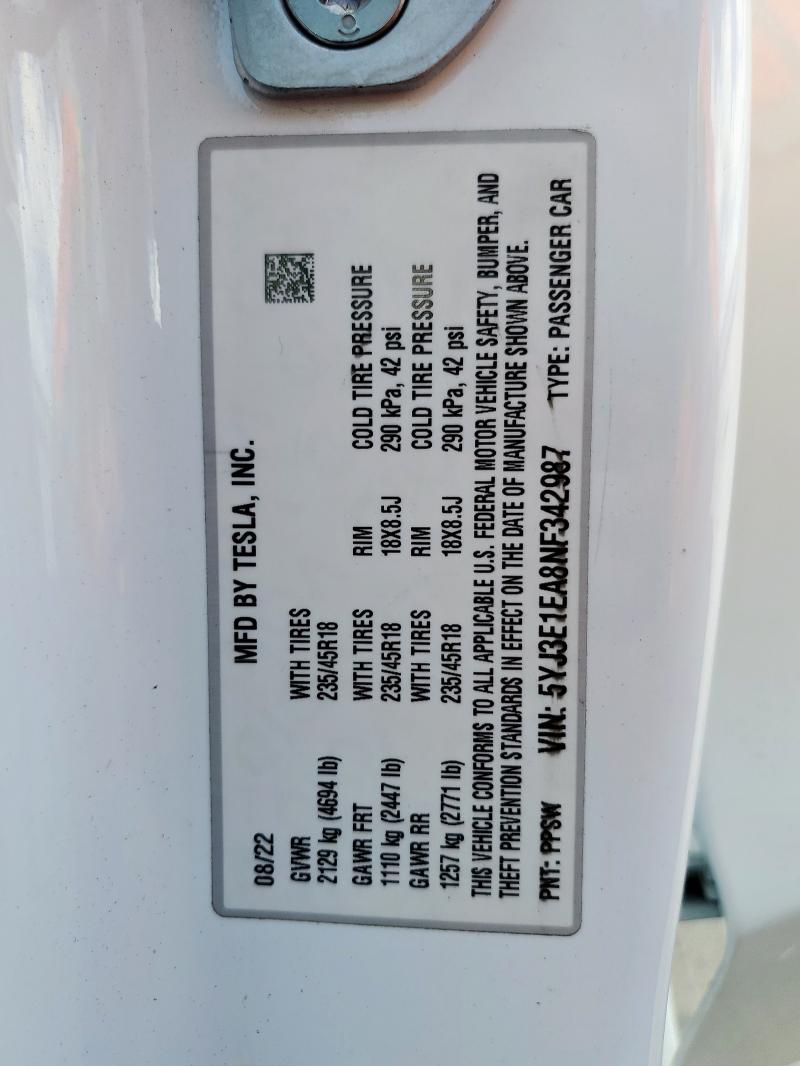 MFD BY TESLA, INC.
08/22
GVWR WITH TIRES
2129 kg (4694 lb) 235/45R18
GAWR FRT WITH TIRES RIM COLD TIRE PRESSURE
1110 kg (2447 lb) 235/45R18 18X8.5J 290 kPa, 42 psi
GAWR RR WITH TIRES RIM COLD TIRE PRESSURE
1257 kg (2771 lb) 235/45R18 18X8.5J 290 kPa, 42 psi
THIS VEHICLE CONFORMS TO ALL APPLICABLE U.S. FEDERAL MOTOR VEHICLE SAFETY, BUMPER, AND
THEFT PREVENTION STANDARDS IN EFFECT ON THE DATE OF MANUFACTURE SHOWN ABOVE.
PNT: PPSW VIN: 5YJ3E1EA8NF342987 TYPE: PASSENGER CAR